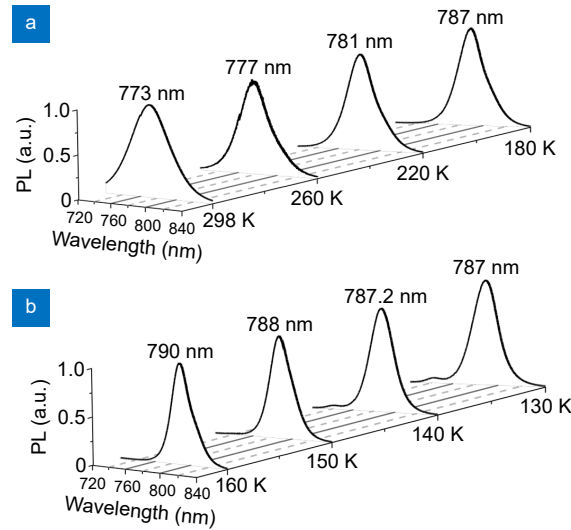 a
773 nm
777 nm
781 nm
787 nm
PL (a.u.)
1.0
0.5
0
720
760
800
840
Wavelength (nm)
298 K
260 K
220 K
180 K
b
790 nm
788 nm
787.2 nm
787 nm
PL (a.u.)
1.0
0.5
0
720
760
800
840
Wavelength (nm)
160 K
150 K
140 K
130 K